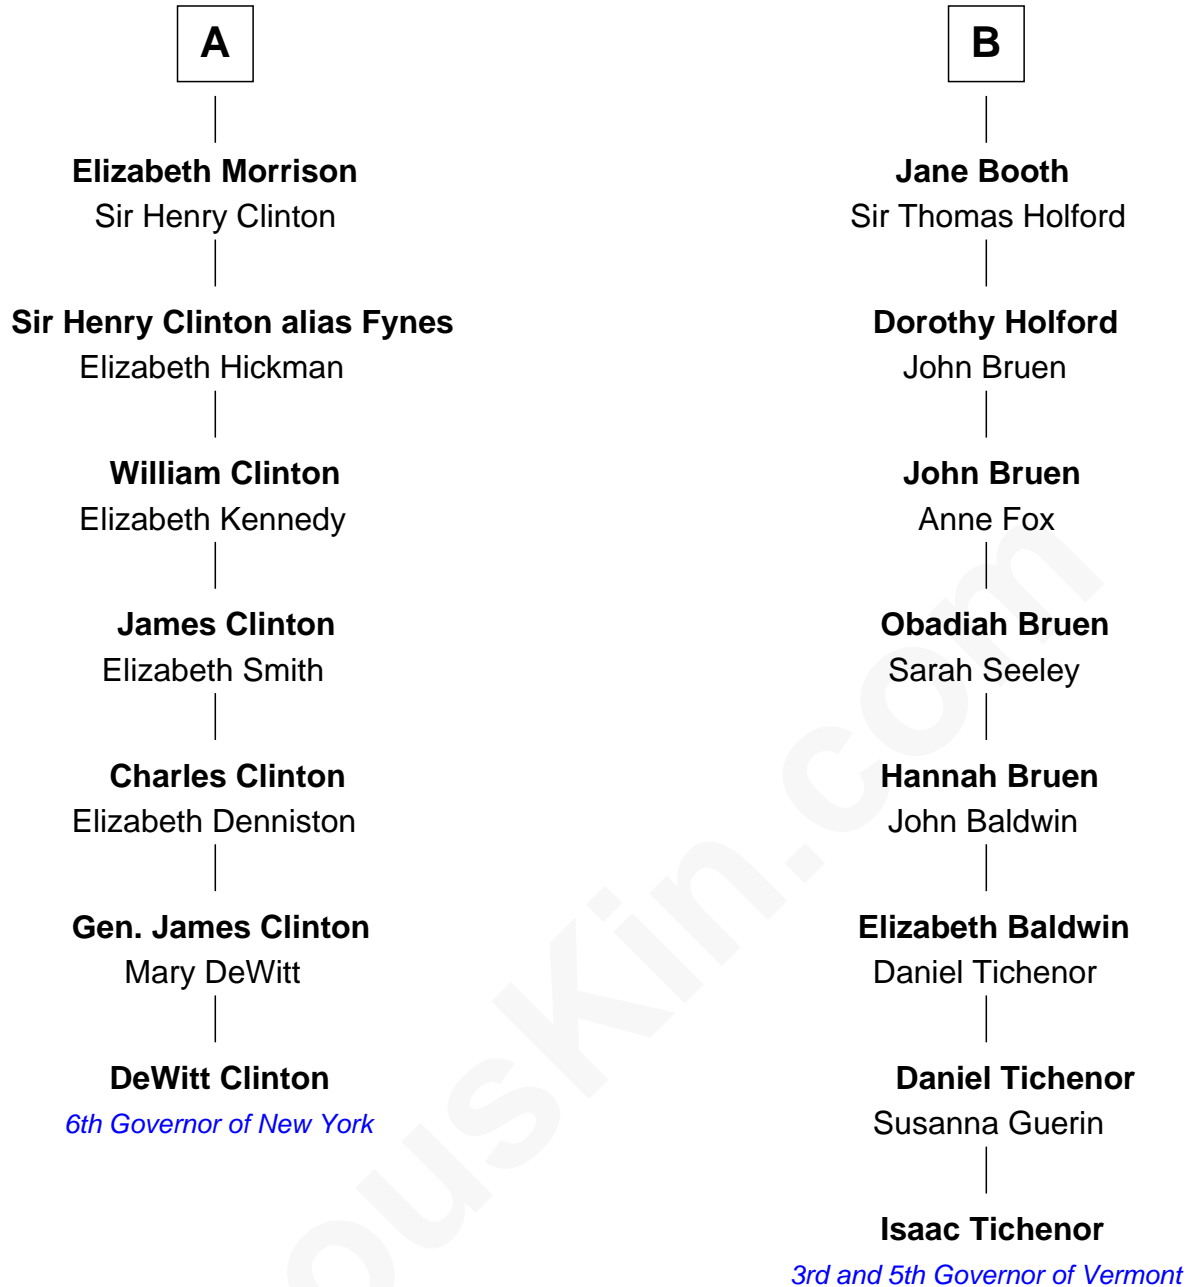 A
Elizabeth Morrison
Sir Henry Clinton
Sir Henry Clinton alias Fynes
Elizabeth Hickman
William Clinton
Elizabeth Kennedy
James Clinton
Elizabeth Smith
Charles Clinton
Elizabeth Denniston
Gen. James Clinton
Mary DeWitt
DeWitt Clinton
6th Governor of New York
B
Jane Booth
Sir Thomas Holford
Dorothy Holford
John Bruen
John Bruen
Anne Fox
Obadiah Bruen
Sarah Seeley
Hannah Bruen
John Baldwin
Elizabeth Baldwin
Daniel Tichenor
Daniel Tichenor
Susanna Guerin
Isaac Tichenor
3rd and 5th Governor of Vermont
ousKin.com